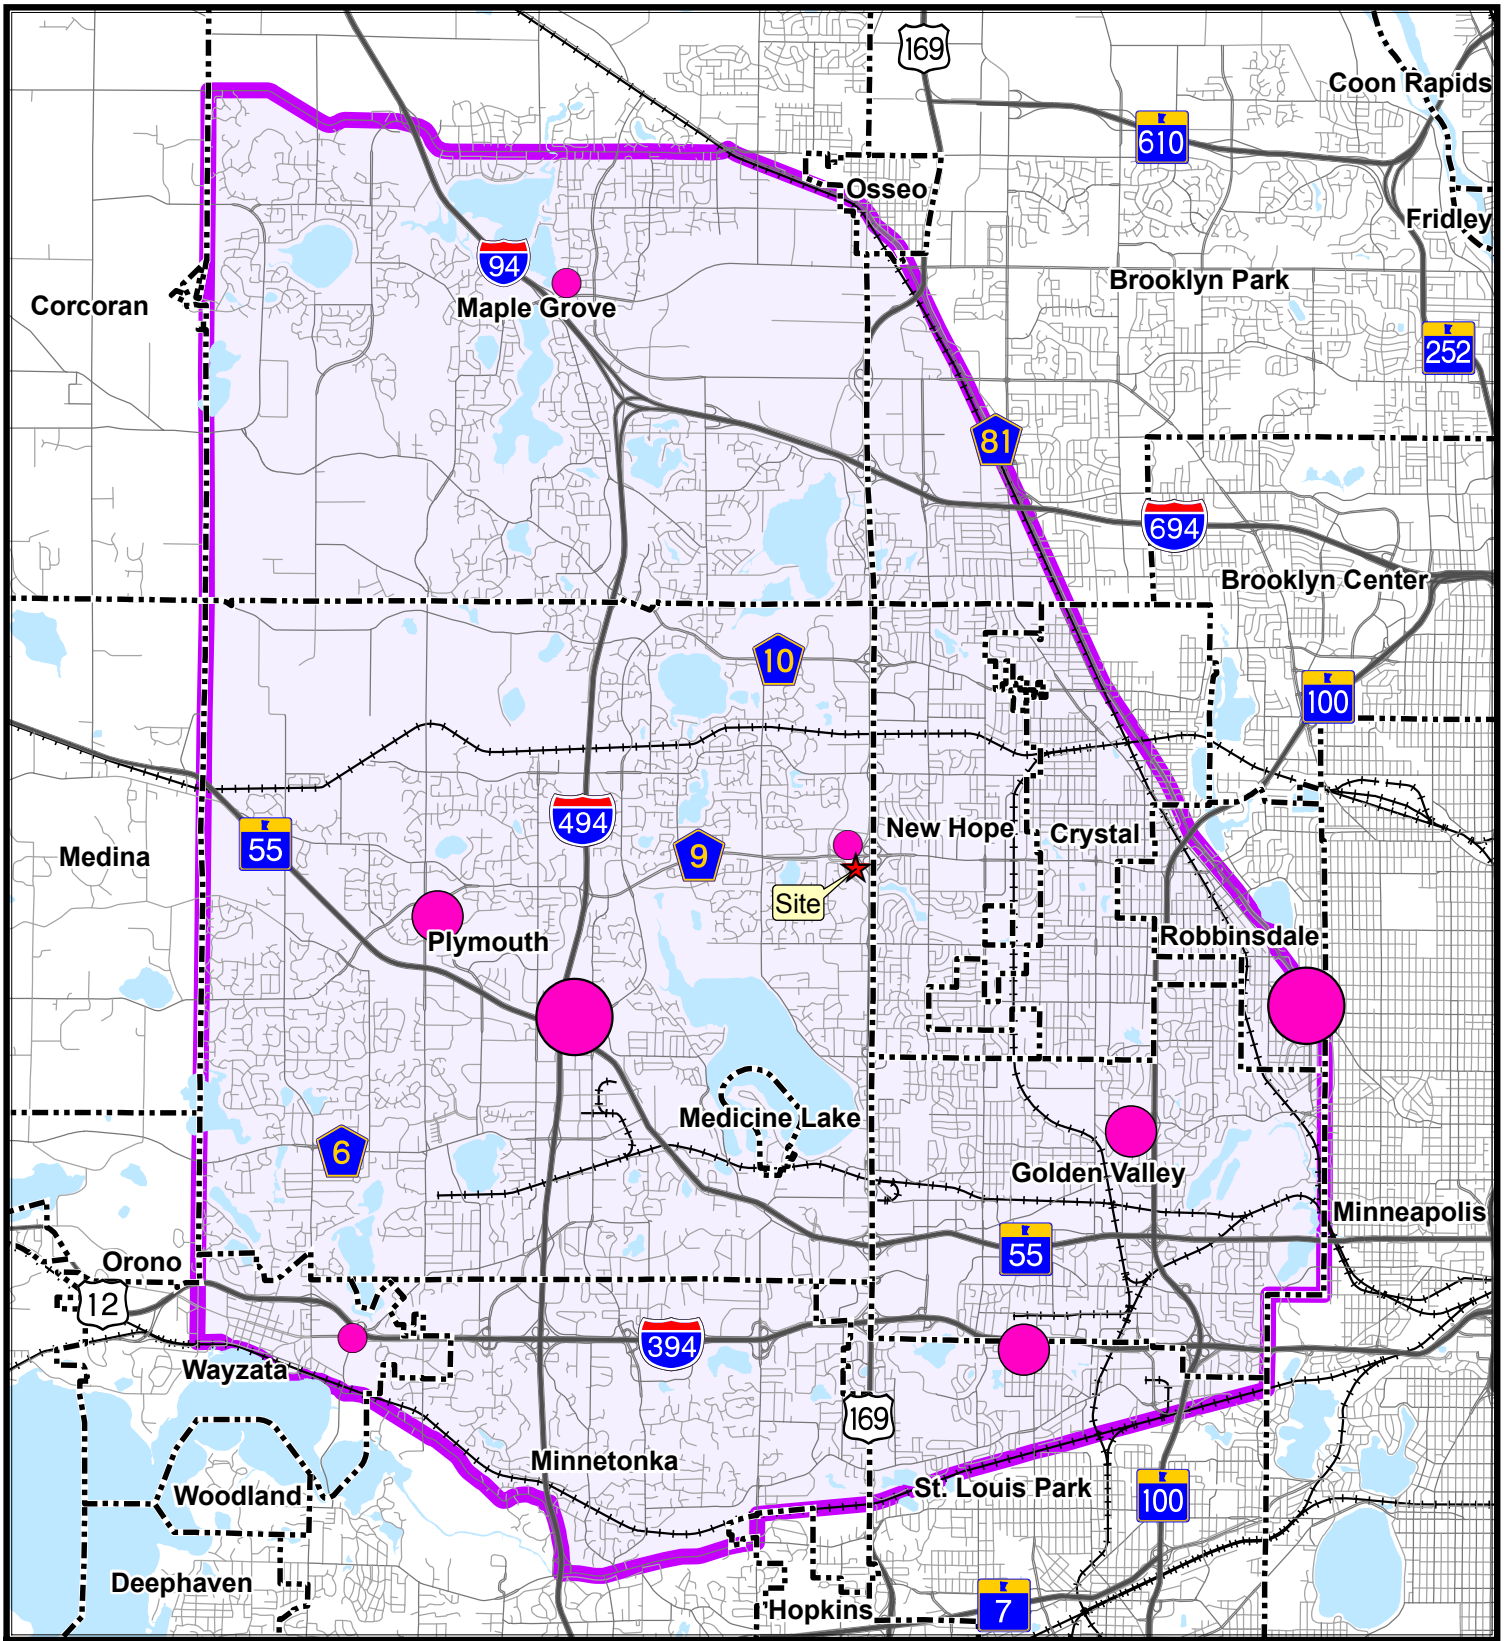 169
Coon Rapids
610
Osseo
Fridley
94
Brooklyn Park
Corcoran
Maple Grove
252
81
694
Brooklyn Center
10
100
494
New Hope
Crystal
55
Medina
9
Site
Plymouth
Robbinsdale
Medicine Lake
6
Golden Valley
Minneapolis
55
Orono
12
394
Wayzata
169
Minnetonka
St. Louis Park
Woodland
100
Deephaven
7
Hopkins